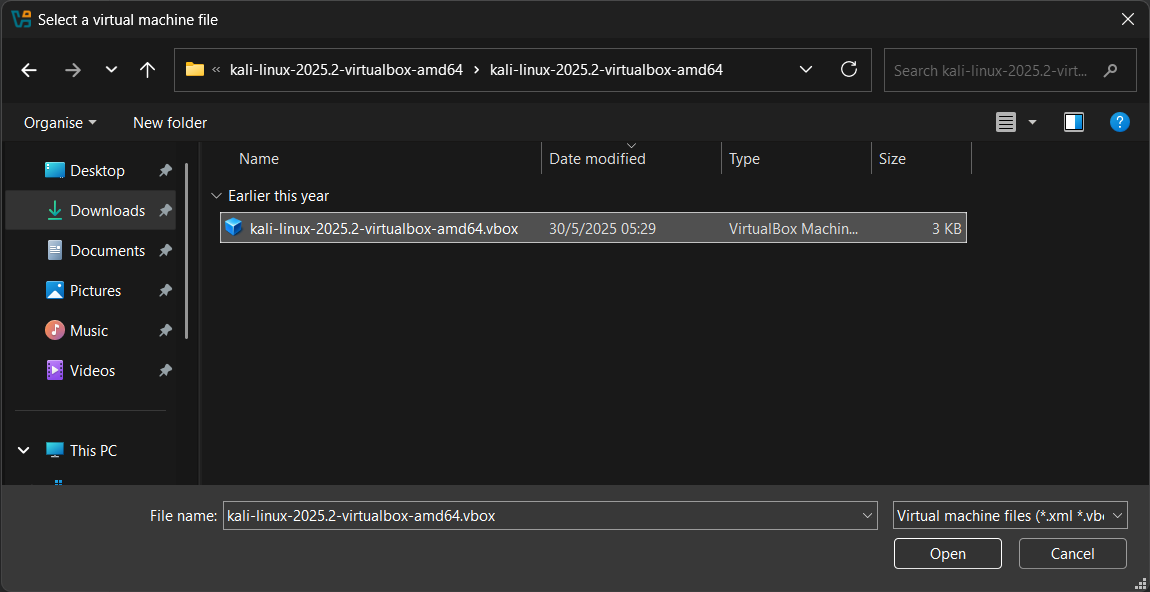 Select a virtual machine file
« kali-linux-2025.2-virtualbox-amd64 › kali-linux-2025.2-virtualbox-amd64
Search kali-linux-2025.2-virt...
Organise New folder
Name Date modified Type Size
Desktop
Downloads
Documents
Pictures
Music
Videos
This PC
Earlier this year
kali-linux-2025.2-virtualbox-amd64.vbox 30/5/2025 05:29 VirtualBox Machin... 3 KB
File name: kali-linux-2025.2-virtualbox-amd64.vbox Virtual machine files (*.xml *.vbo
Open Cancel